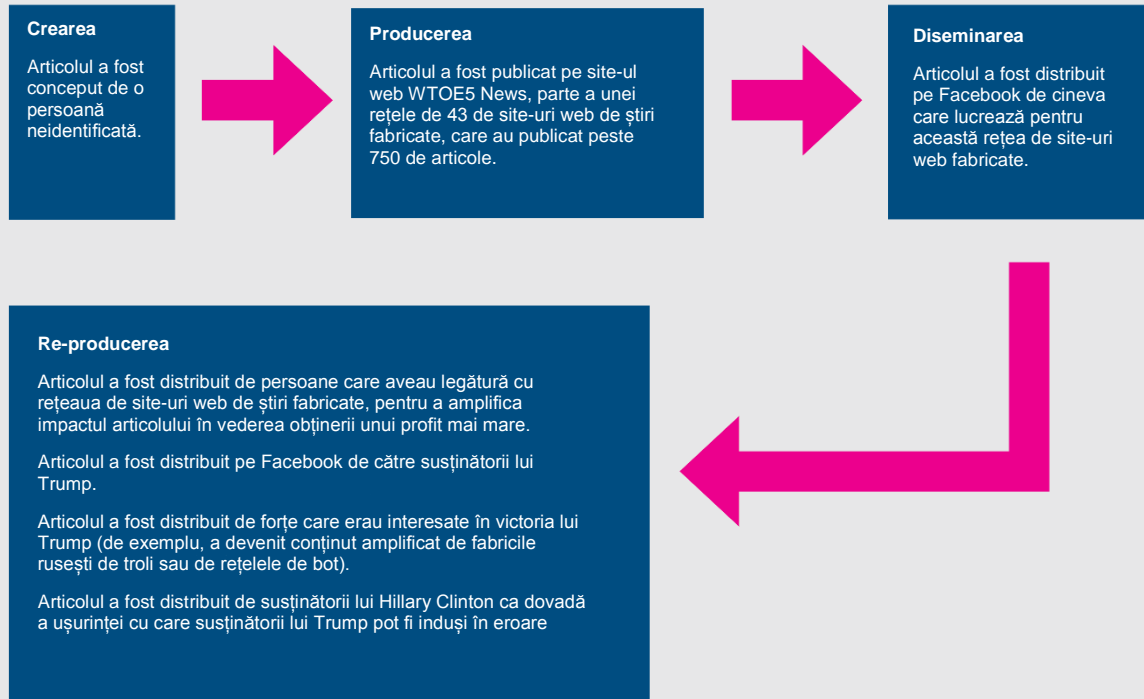 Crearea
Articolul a fost
conceput de o
persoană
neidentificată.
Producerea
Articolul a fost publicat pe site-ul
web WTOE5 News, parte a unei
rețele de 43 de site-uri web de știri
fabricate, care au publicat peste
750 de articole.
Diseminarea
Articolul a fost distribuit
pe Facebook de cineva
care lucrează pentru
această rețea de site-uri
web fabricate.
Re-producerea
Articolul a fost distribuit de persoane care aveau legătură cu
rețeaua de site-uri web de știri fabricate, pentru a amplifica
impactul articolului în vederea obținerii unui profit mai mare.
Articolul a fost distribuit pe Facebook de către susținătorii lui
Trump.
Articolul a fost distribuit de forțe care erau interesate în victoria lui
Trump (de exemplu, a devenit conținut amplificat de fabricile
rusești de troli sau de rețelele de bot).
Articolul a fost distribuit de susținătorii lui Hillary Clinton ca dovadă
a ușurinței cu care susținătorii lui Trump pot fi induși în eroare